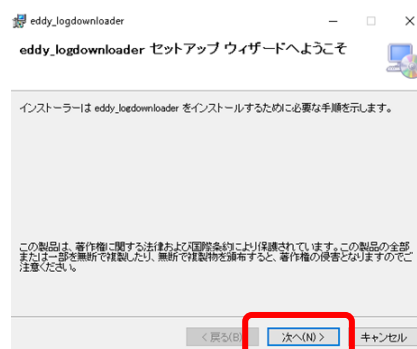 eddy_logdownloader
eddy_logdownloader セットアップ ウィザードへようこそ
インストーラーは eddy_logdownloader をインストールするために必要な手順を示します。
この製品は、著作権に関する法律および国際条約により保護されています。この製品の全部
または一部を無断で複製したり、無断で複製物を頒布すると、著作権の侵害となりますのでご
注意ください。
< 戻る(B) 次へ(N) > キャンセル